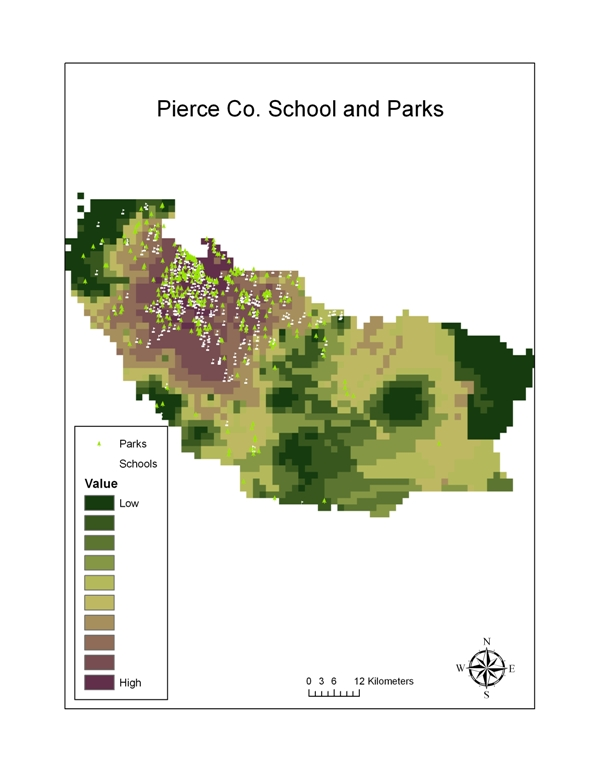 Pierce Co. School and Parks
Parks
Schools
Value
Low
High
0 3 6 12 Kilometers
N
W E
S